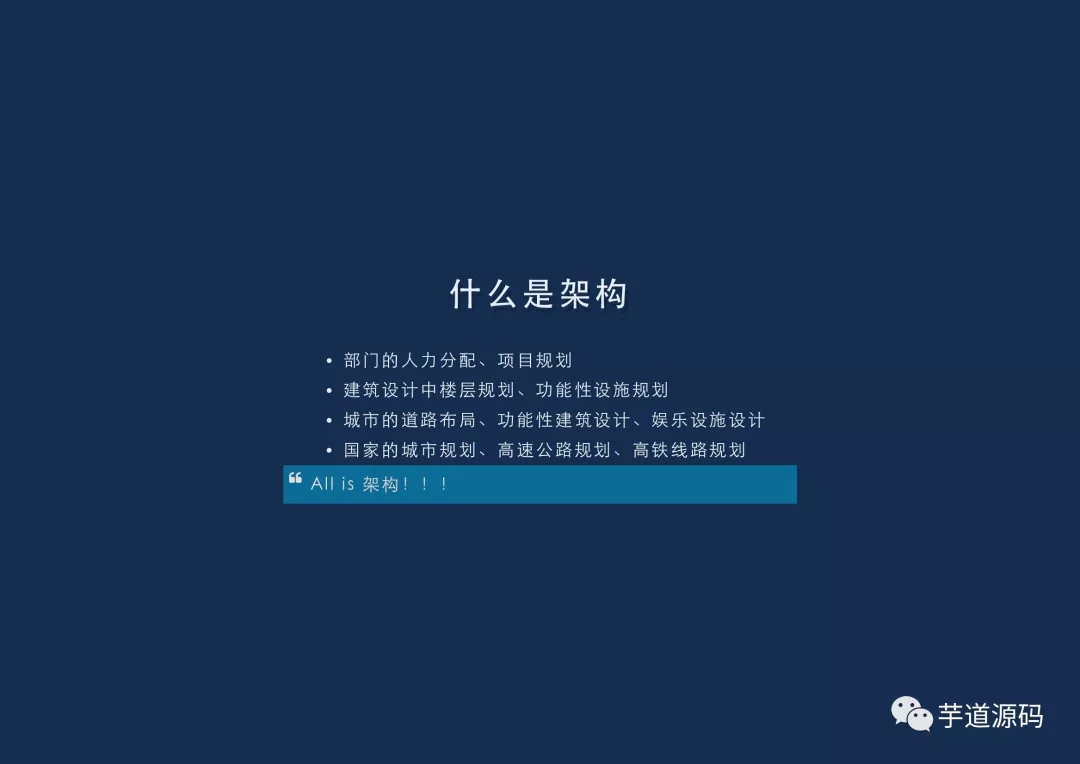 什么是架构
• 部门的人力分配、项目规划
• 建筑设计中楼层规划、功能性设施规划
• 城市的道路布局、功能性建筑设计、娱乐设施设计
• 国家的城市规划、高速公路规划、高铁线路规划
“ All is 架构！！！
芋道源码